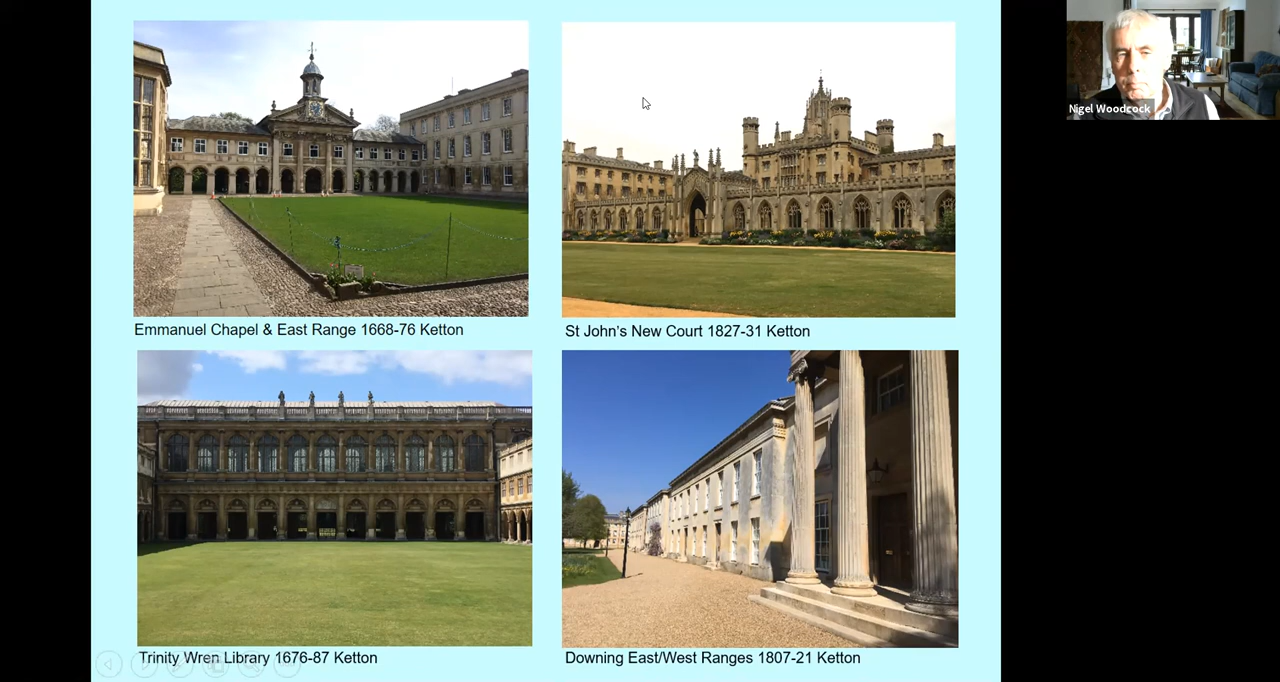 Nigel Woodcock
Emmanuel Chapel & East Range 1668-76 Ketton
St John's New Court 1827-31 Ketton
Trinity Wren Library 1676-87 Ketton
Downing East/West Ranges 1807-21 Ketton